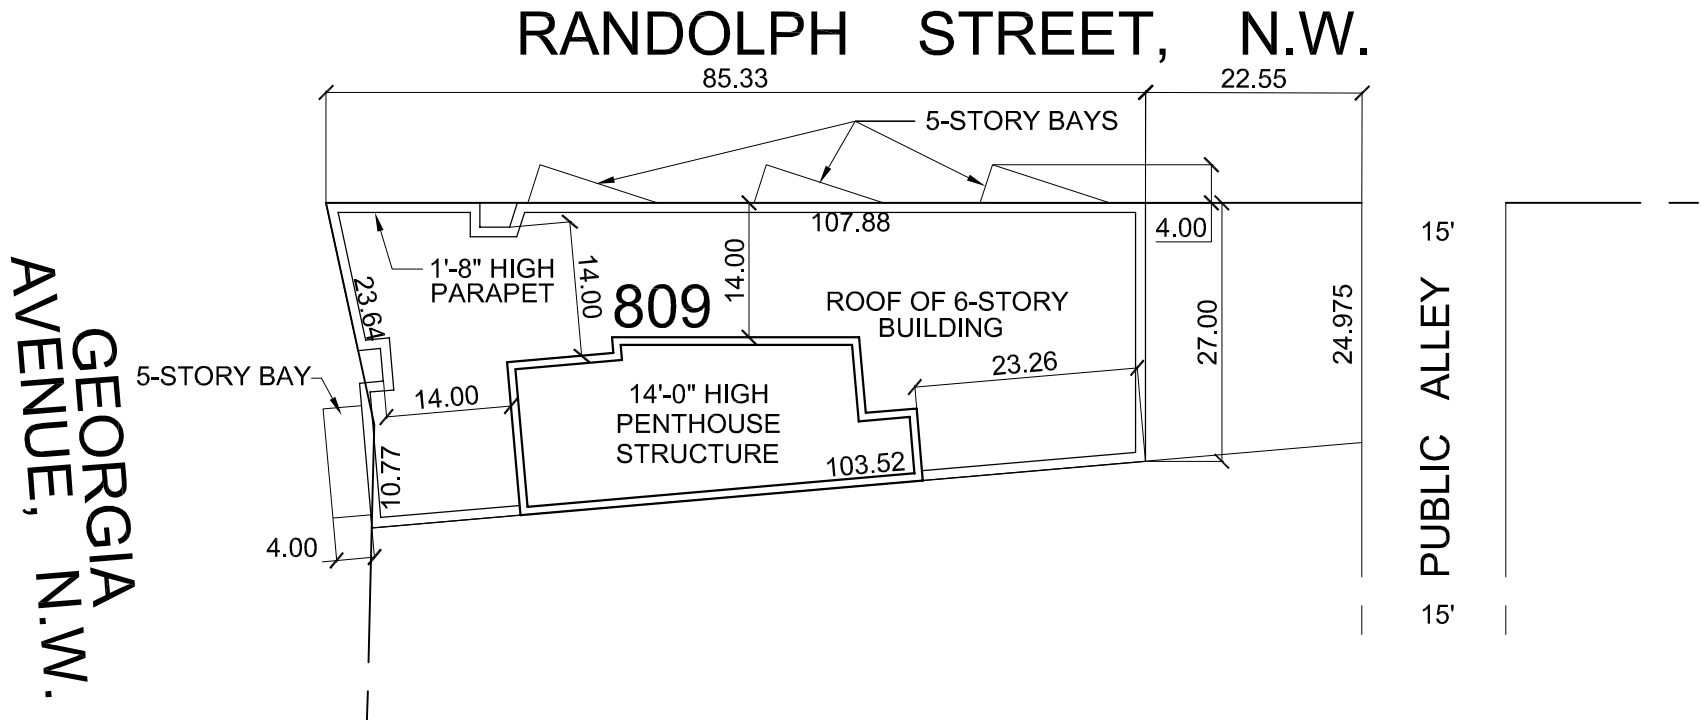 RANDOLPH STREET, N.W.
85.33
22.55
5-STORY BAYS
107.88
4.00
15'
1'-8" HIGH
PARAPET
23.64
14.00
14.00
809
ROOF OF 6-STORY
BUILDING
27.00
24.975
PUBLIC ALLEY
GEORGIA
AVENUE, N.W.
5-STORY BAY
14.00
23.26
14'-0" HIGH
PENTHOUSE
STRUCTURE
103.52
10.77
4.00
15'